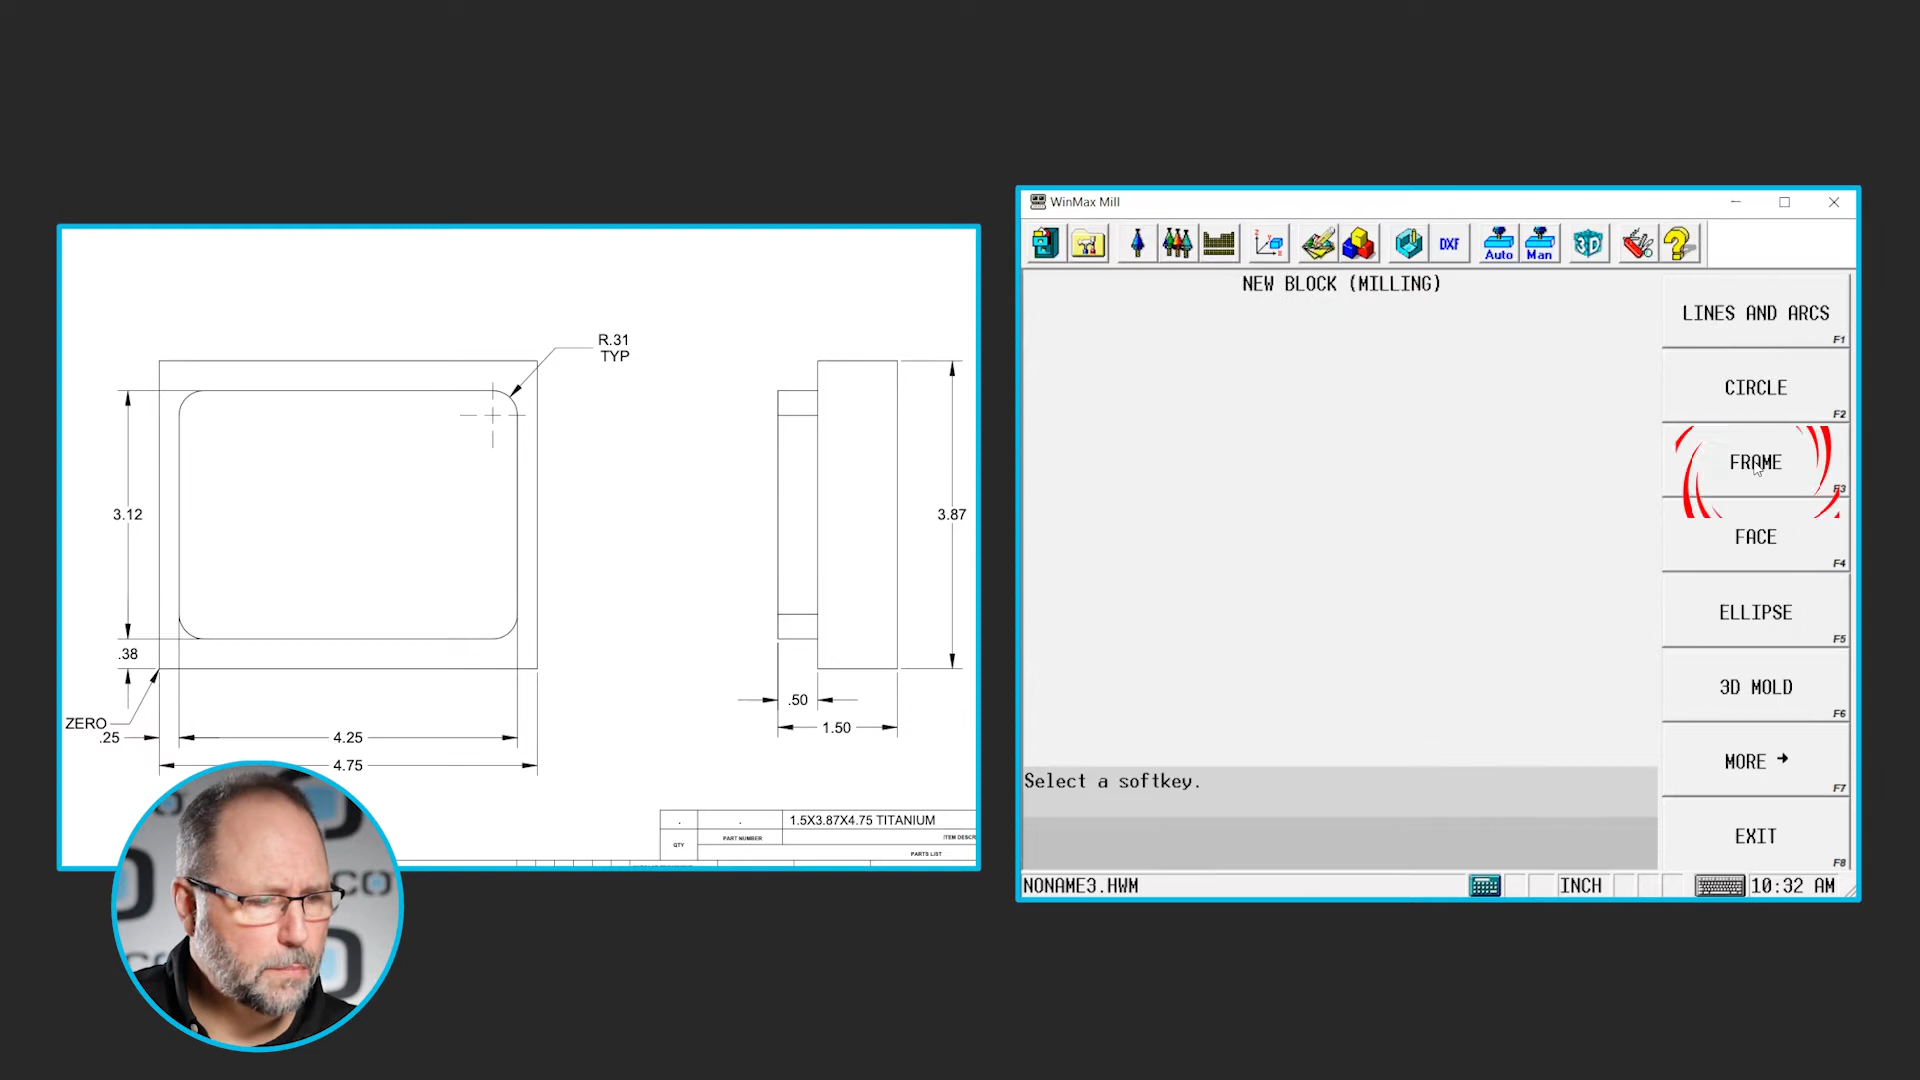 R.31
TYP
3.12
.38
ZERO
.25
4.25
4.75
3.87
.50
1.50
.
.
1.5X3.87X4.75 TITANIUM
QTY
PART NUMBER
ITEM DESCR
PARTS LIST
WinMax Mill
DXF
Auto
Man
3D
NEW BLOCK (MILLING)
LINES AND ARCS
F1
CIRCLE
F2
FRAME
F3
FACE
F4
ELLIPSE
F5
3D MOLD
F6
MORE
F7
EXIT
F8
Select a softkey.
NONAME3.HWM
INCH
10:32 AM